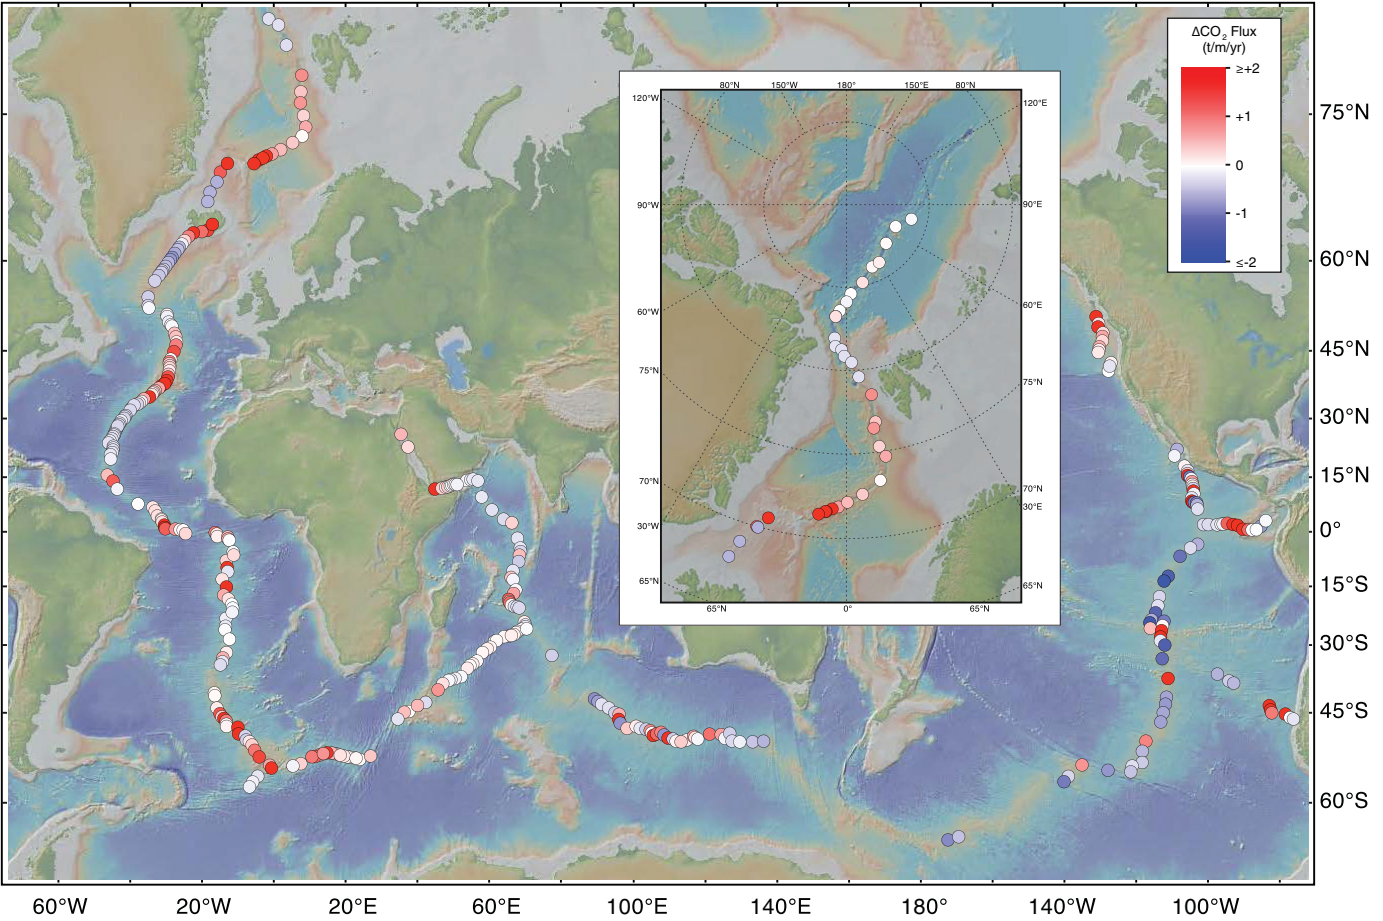 ΔCO2 Flux
(t/m/yr)
≥+2
+1
0
-1
≤-2
80°N
150°W
180°
150°E
80°N
120°W
120°E
90°W
90°E
60°W
60°E
75°N
75°N
70°N
70°N
30°W
30°E
65°N
65°N
65°N
0°
65°N
75°N
60°N
45°N
30°N
15°N
0°
15°S
30°S
45°S
60°S
60°W
20°W
20°E
60°E
100°E
140°E
180°
140°W
100°W